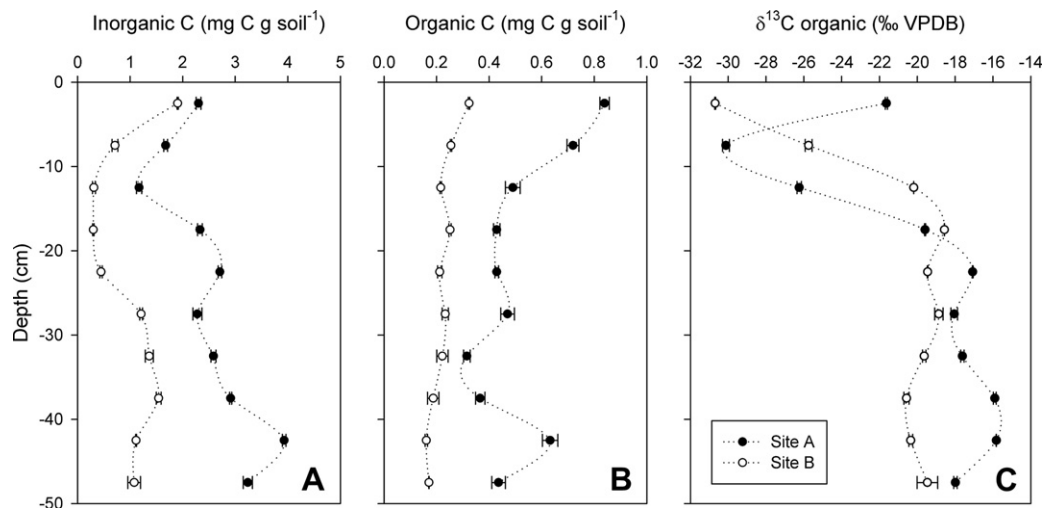 Inorganic C (mg C g soil⁻¹)
Organic C (mg C g soil⁻¹)
δ¹³C organic (‰ VPDB)
0 1 2 3 4 5
0.0 0.2 0.4 0.6 0.8 1.0
-32 -30 -28 -26 -24 -22 -20 -18 -16 -14
0
-10
-20
-30
-40
-50
Depth (cm)
A
B
Site A
Site B
C